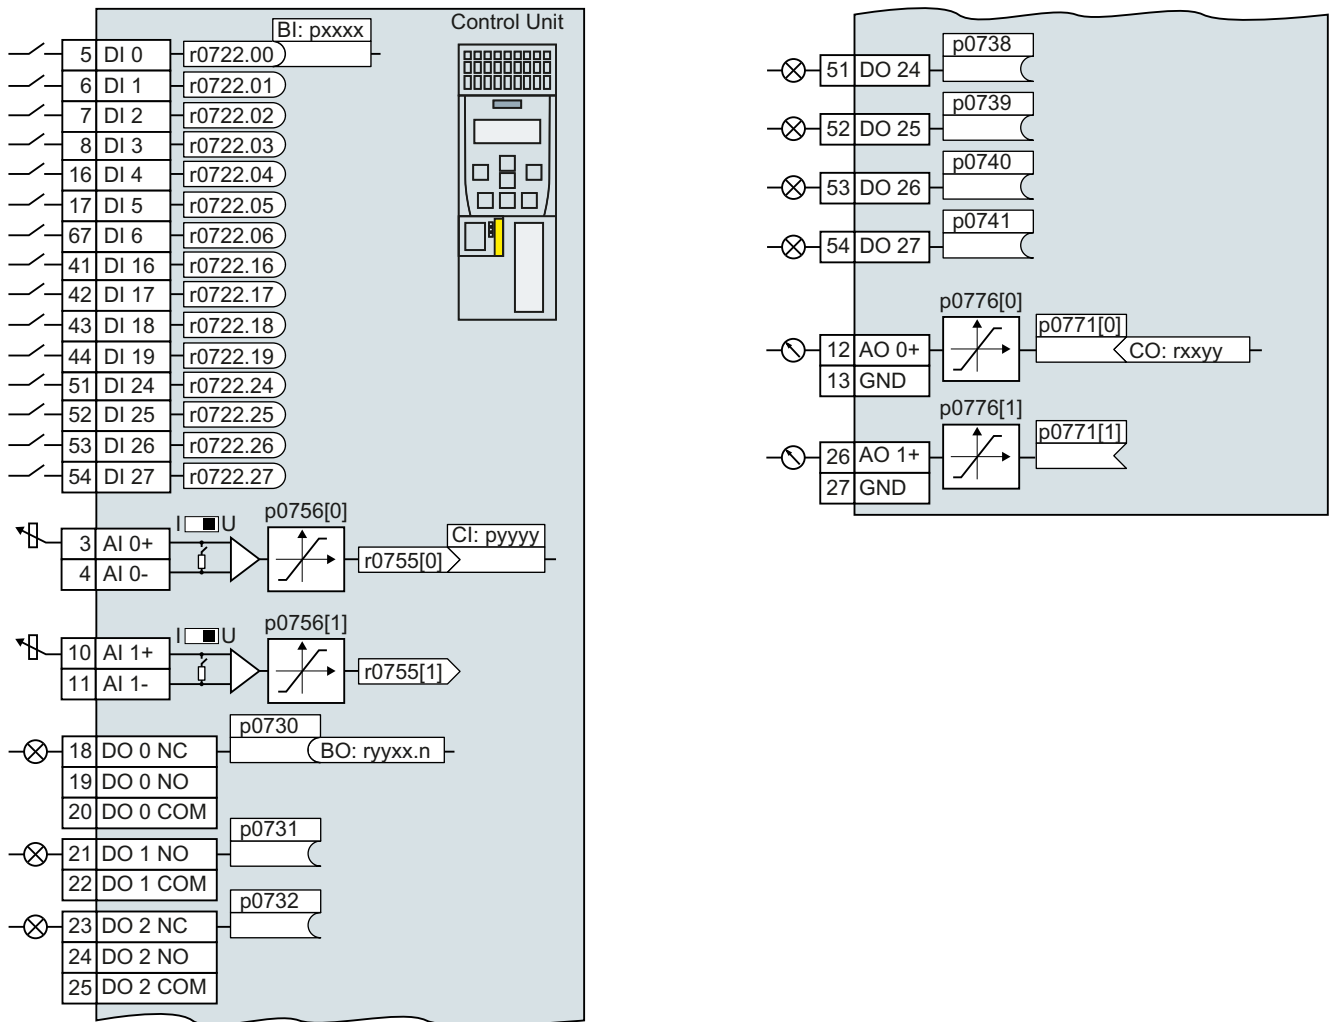 Control Unit
BI: pxxxx
5 DI 0 r0722.00
6 DI 1 r0722.01
7 DI 2 r0722.02
8 DI 3 r0722.03
16 DI 4 r0722.04
17 DI 5 r0722.05
67 DI 6 r0722.06
41 DI 16 r0722.16
42 DI 17 r0722.17
43 DI 18 r0722.18
44 DI 19 r0722.19
51 DI 24 r0722.24
52 DI 25 r0722.25
53 DI 26 r0722.26
54 DI 27 r0722.27
p0756[0]
I U
CI: pyyyy
3 AI 0+
r0755[0]
4 AI 0-
p0756[1]
I U
10 AI 1+
r0755[1]
11 AI 1-
p0730
18 DO 0 NC BO: ryyxx.n
19 DO 0 NO
20 DO 0 COM
p0731
21 DO 1 NO
22 DO 1 COM
p0732
23 DO 2 NC
24 DO 2 NO
25 DO 2 COM
p0738
51 DO 24
p0739
52 DO 25
p0740
53 DO 26
p0741
54 DO 27
p0776[0]
p0771[0]
12 AO 0+ CO: rxxyy
13 GND
p0776[1]
p0771[1]
26 AO 1+
27 GND